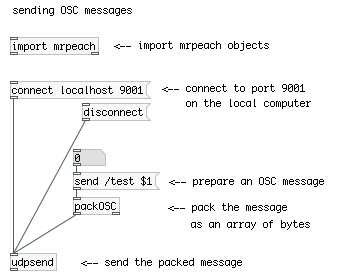 sending OSC messages
import mrpeach <-- import mrpeach objects
connect localhost 9001 <-- connect to port 9001
on the local computer
disconnect
0
send /test $1 <-- prepare an OSC message
packOSC <-- pack the message
as an array of bytes
udpsend <-- send the packed message